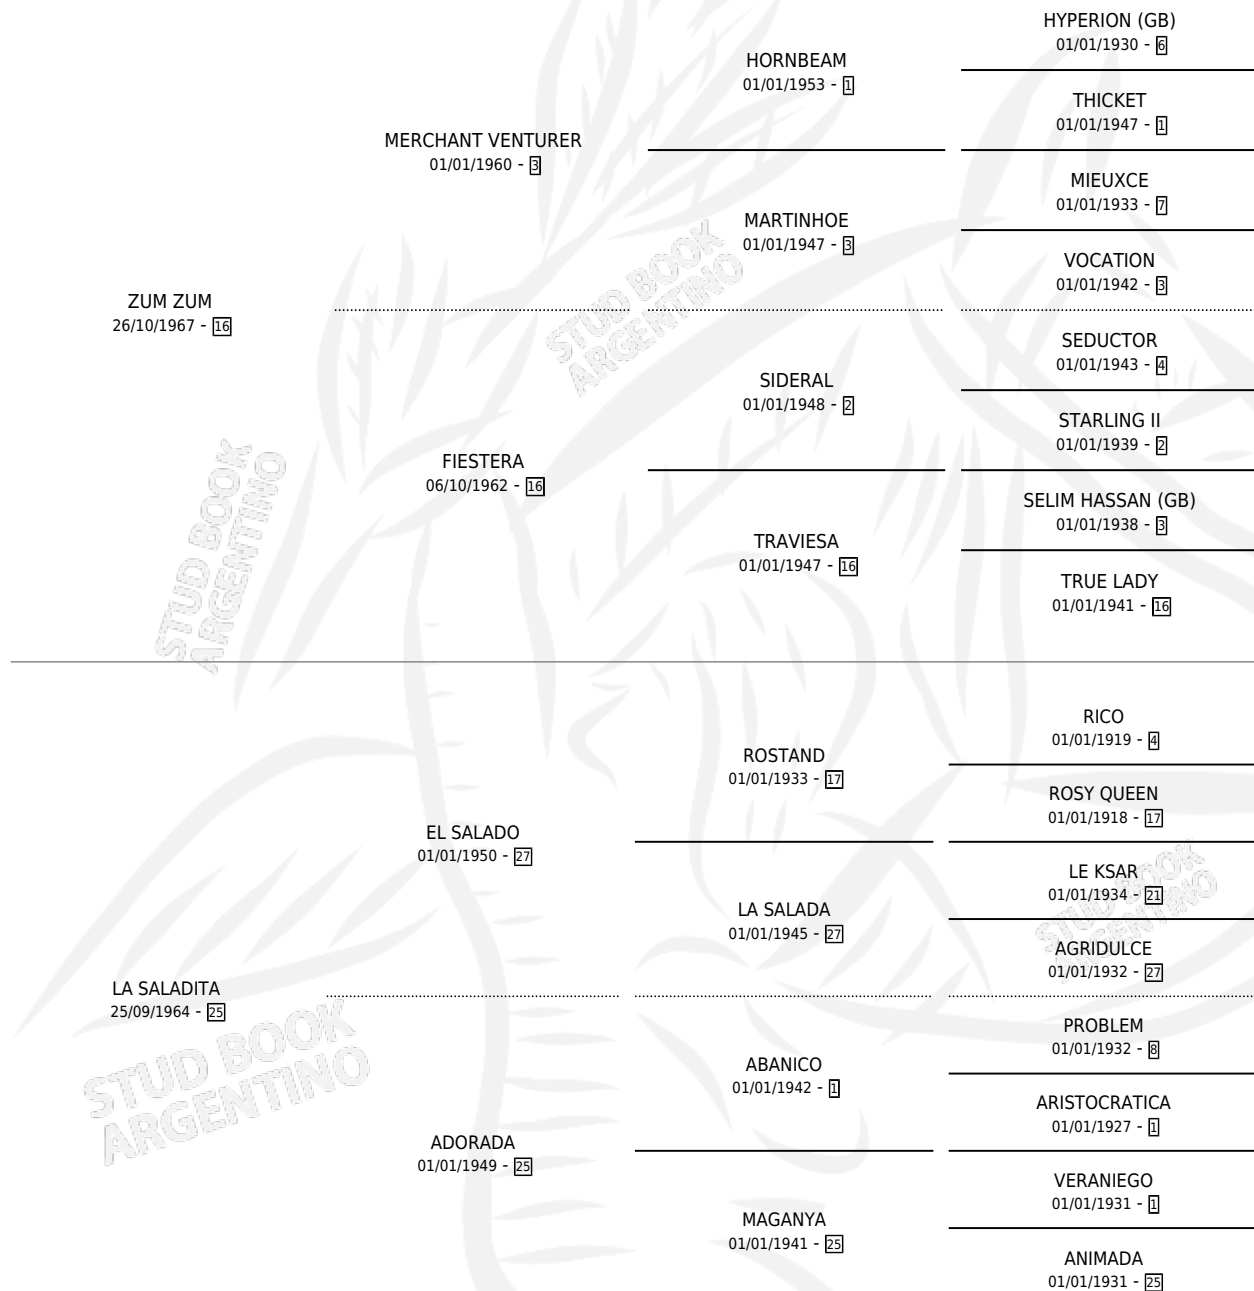 HYPERION (GB)
01/01/1930 - 6
HORNBEAM
01/01/1953 - 1
THICKET
01/01/1947 - 1
MERCHANT VENTURER
01/01/1960 - 3
MIEUXCE
01/01/1933 - 7
MARTINHOE
01/01/1947 - 3
VOCATION
01/01/1942 - 3
ZUM ZUM
26/10/1967 - 16
SEDUCTOR
01/01/1943 - 4
SIDERAL
01/01/1948 - 2
STARLING II
01/01/1939 - 2
FIESTERA
06/10/1962 - 16
SELIM HASSAN (GB)
01/01/1938 - 3
TRAVIESA
01/01/1947 - 16
TRUE LADY
01/01/1941 - 16
RICO
01/01/1919 - 4
ROSTAND
01/01/1933 - 17
ROSY QUEEN
01/01/1918 - 17
EL SALADO
01/01/1950 - 27
LE KSAR
01/01/1934 - 21
LA SALADA
01/01/1945 - 27
AGRIDULCE
01/01/1932 - 27
LA SALADITA
25/09/1964 - 25
PROBLEM
01/01/1932 - 8
ABANICO
01/01/1942 - 1
ARISTOCRATICA
01/01/1927 - 1
ADORADA
01/01/1949 - 25
VERANIEGO
01/01/1931 - 1
MAGANYA
01/01/1941 - 25
ANIMADA
01/01/1931 - 25
STUD BOOK
ARGENTINO
STUD BOOK
ARGENTINO
STUD BOOK
ARGENTINO
STUD BOOK
ARGENTINO